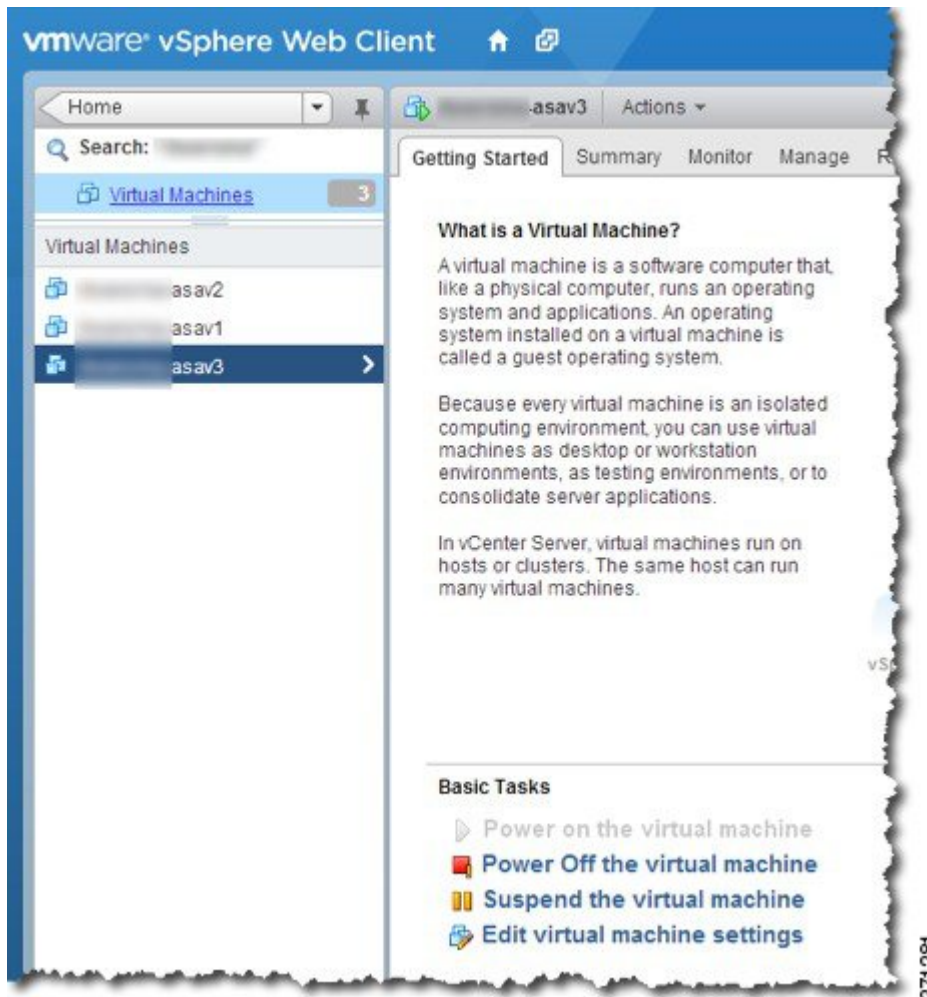 vmware® vSphere Web Client
Home
Search:
Virtual Machines 3
Virtual Machines
asav2
asav1
asav3
asav3 Actions
Getting Started Summary Monitor Manage
What is a Virtual Machine?
A virtual machine is a software computer that,
like a physical computer, runs an operating
system and applications. An operating
system installed on a virtual machine is
called a guest operating system.
Because every virtual machine is an isolated
computing environment, you can use virtual
machines as desktop or workstation
environments, as testing environments, or to
consolidate server applications.
In vCenter Server, virtual machines run on
hosts or clusters. The same host can run
many virtual machines.
Basic Tasks
Power on the virtual machine
Power Off the virtual machine
Suspend the virtual machine
Edit virtual machine settings